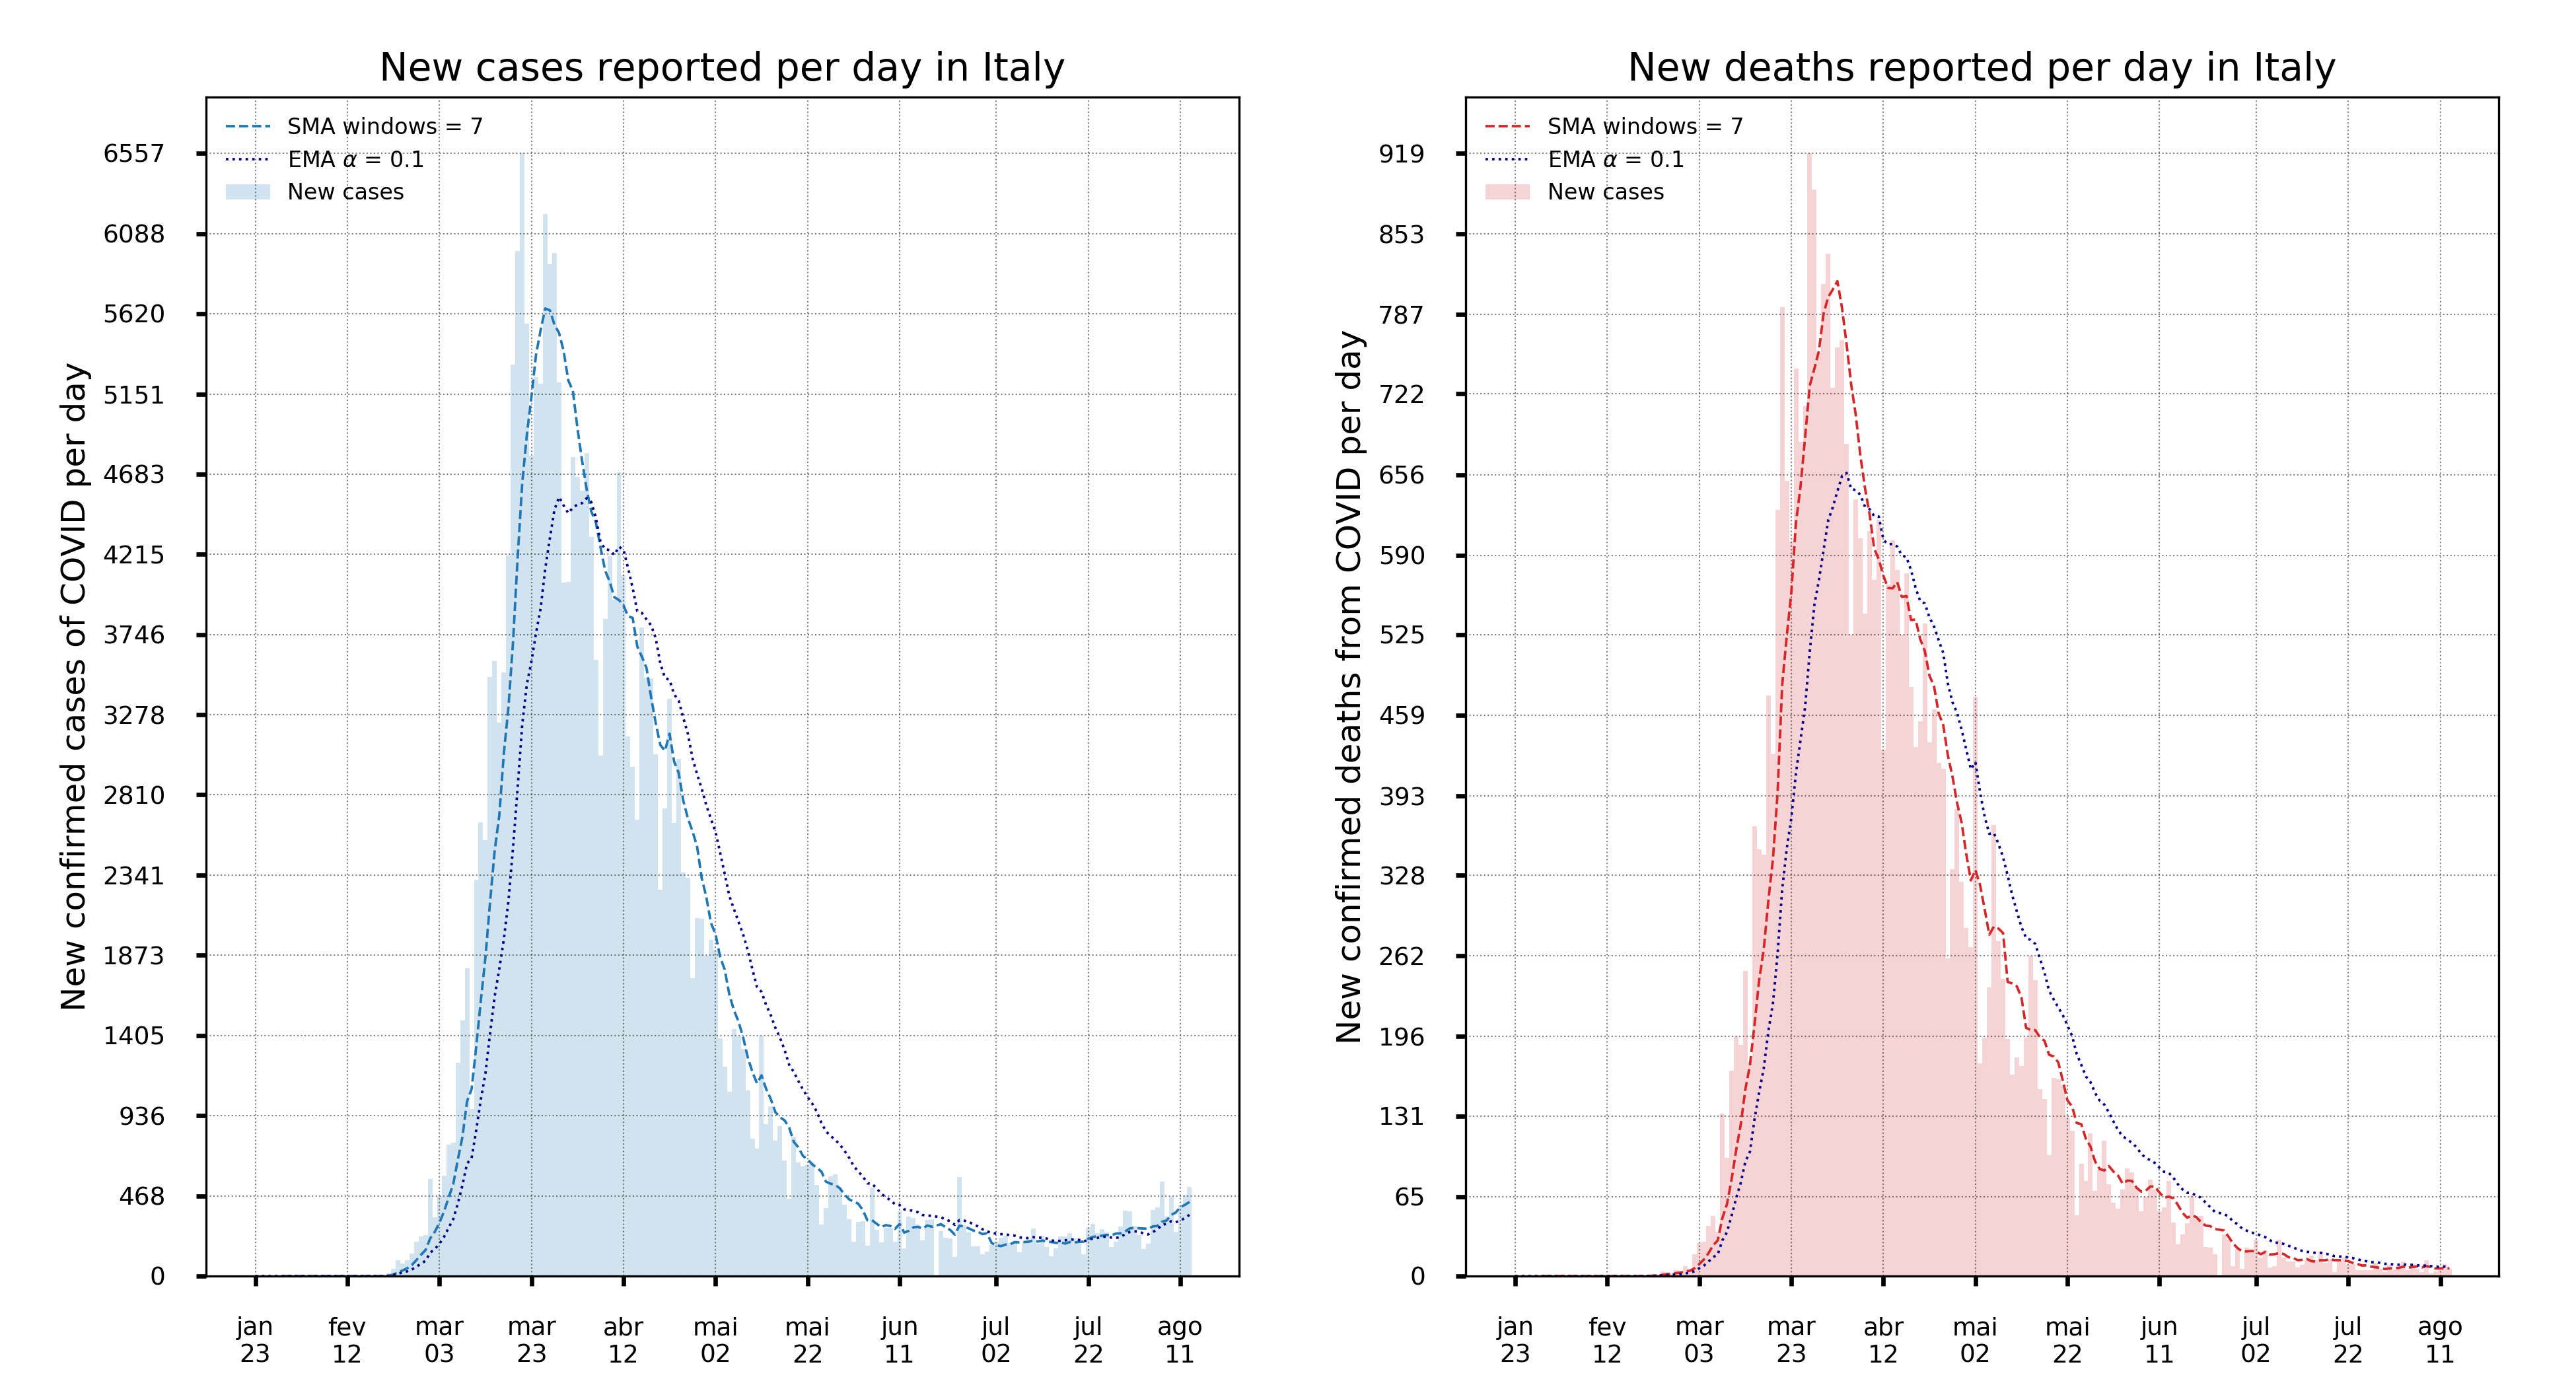 New cases reported per day in Italy
SMA windows = 7
EMA α = 0.1
New cases
New confirmed cases of COVID per day
6557
6088
5620
5151
4683
4215
3746
3278
2810
2341
1873
1405
936
468
0
jan 23
fev 12
mar 03
mar 23
abr 12
mai 02
mai 22
jun 11
jul 02
jul 22
ago 11
New deaths reported per day in Italy
SMA windows = 7
EMA α = 0.1
New cases
New confirmed deaths from COVID per day
919
853
787
722
656
590
525
459
393
328
262
196
131
65
0
jan 23
fev 12
mar 03
mar 23
abr 12
mai 02
mai 22
jun 11
jul 02
jul 22
ago 11